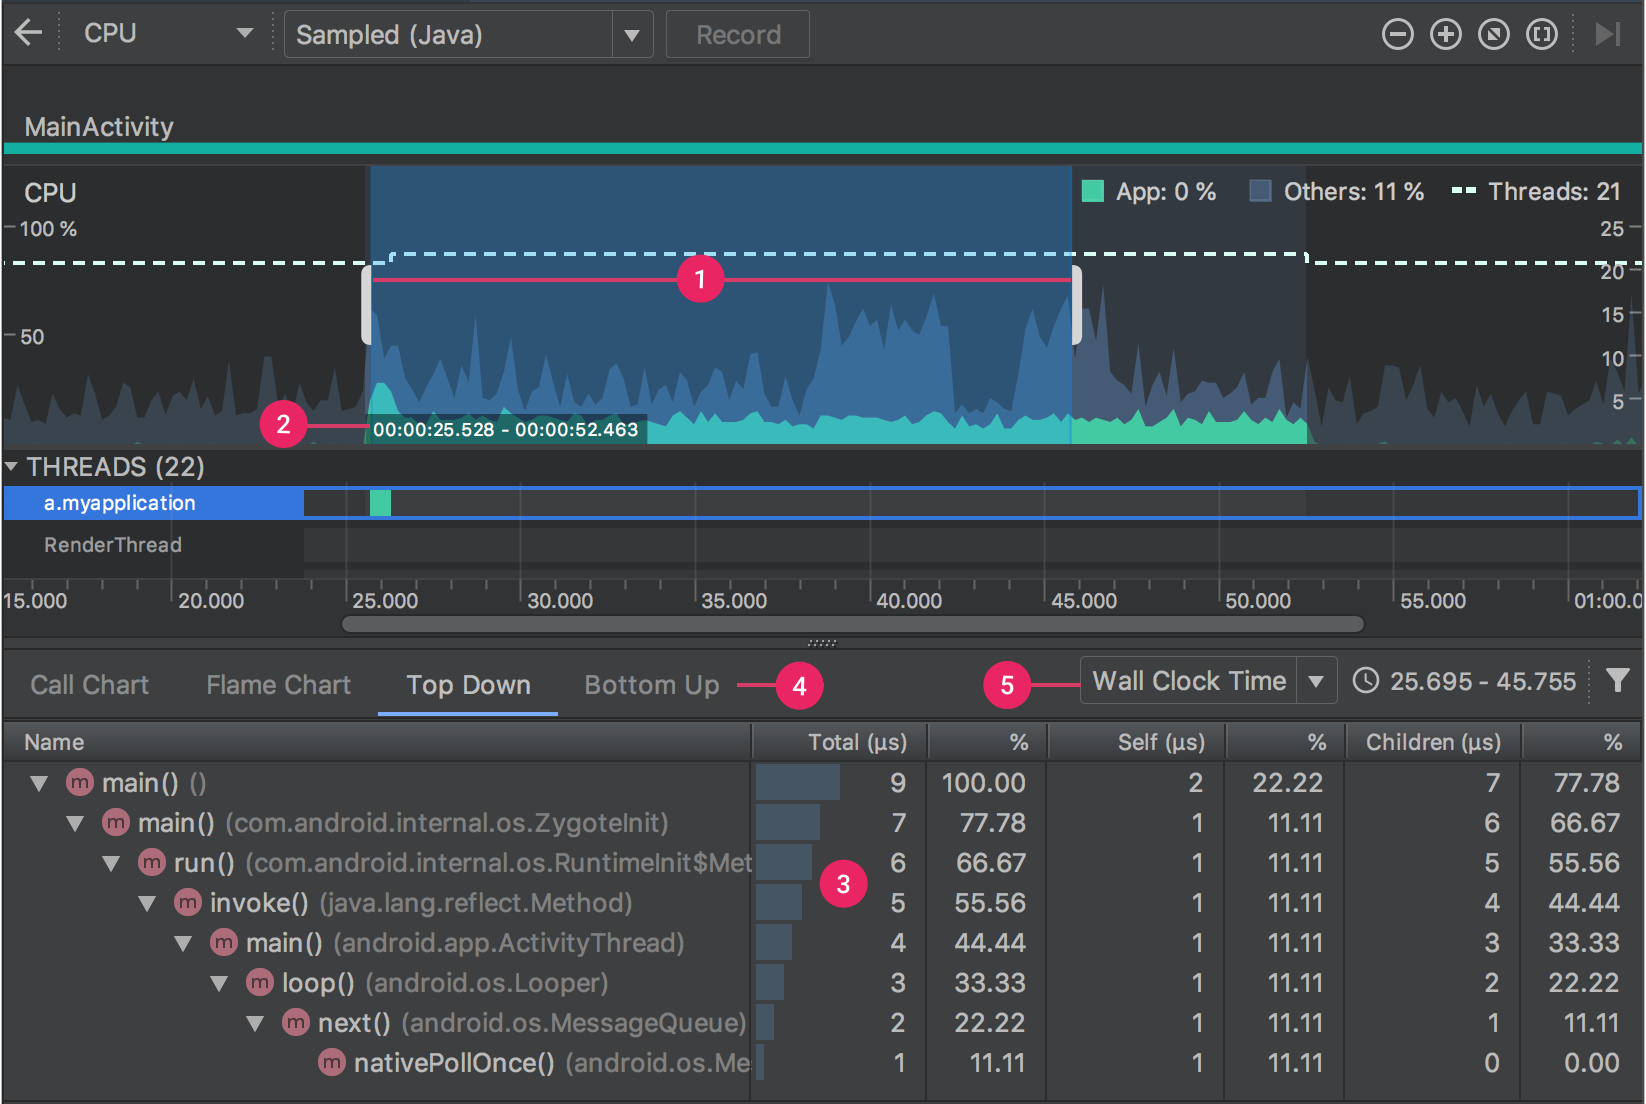 CPU Sampled (Java) Record
MainActivity
CPU App: 0 % Others: 11 % Threads: 21
100 % 25
20
1
15
50
10
5
2 00:00:25.528 - 00:00:52.463
THREADS (22)
a.myapplication
RenderThread
15.000 20.000 25.000 30.000 35.000 40.000 45.000 50.000 55.000 01:00.0
Call Chart Flame Chart Top Down Bottom Up 4 5 Wall Clock Time 25.695 - 45.755
Name Total (µs) % Self (µs) % Children (µs) %
m main() () 9 100.00 2 22.22 7 77.78
m main() (com.android.internal.os.ZygoteInit) 7 77.78 1 11.11 6 66.67
m run() (com.android.internal.os.RuntimeInit$Met 6 66.67 1 11.11 5 55.56
3
m invoke() (java.lang.reflect.Method) 5 55.56 1 11.11 4 44.44
m main() (android.app.ActivityThread) 4 44.44 1 11.11 3 33.33
m loop() (android.os.Looper) 3 33.33 1 11.11 2 22.22
m next() (android.os.MessageQueue) 2 22.22 1 11.11 1 11.11
m nativePollOnce() (android.os.Me 1 11.11 1 11.11 0 0.00